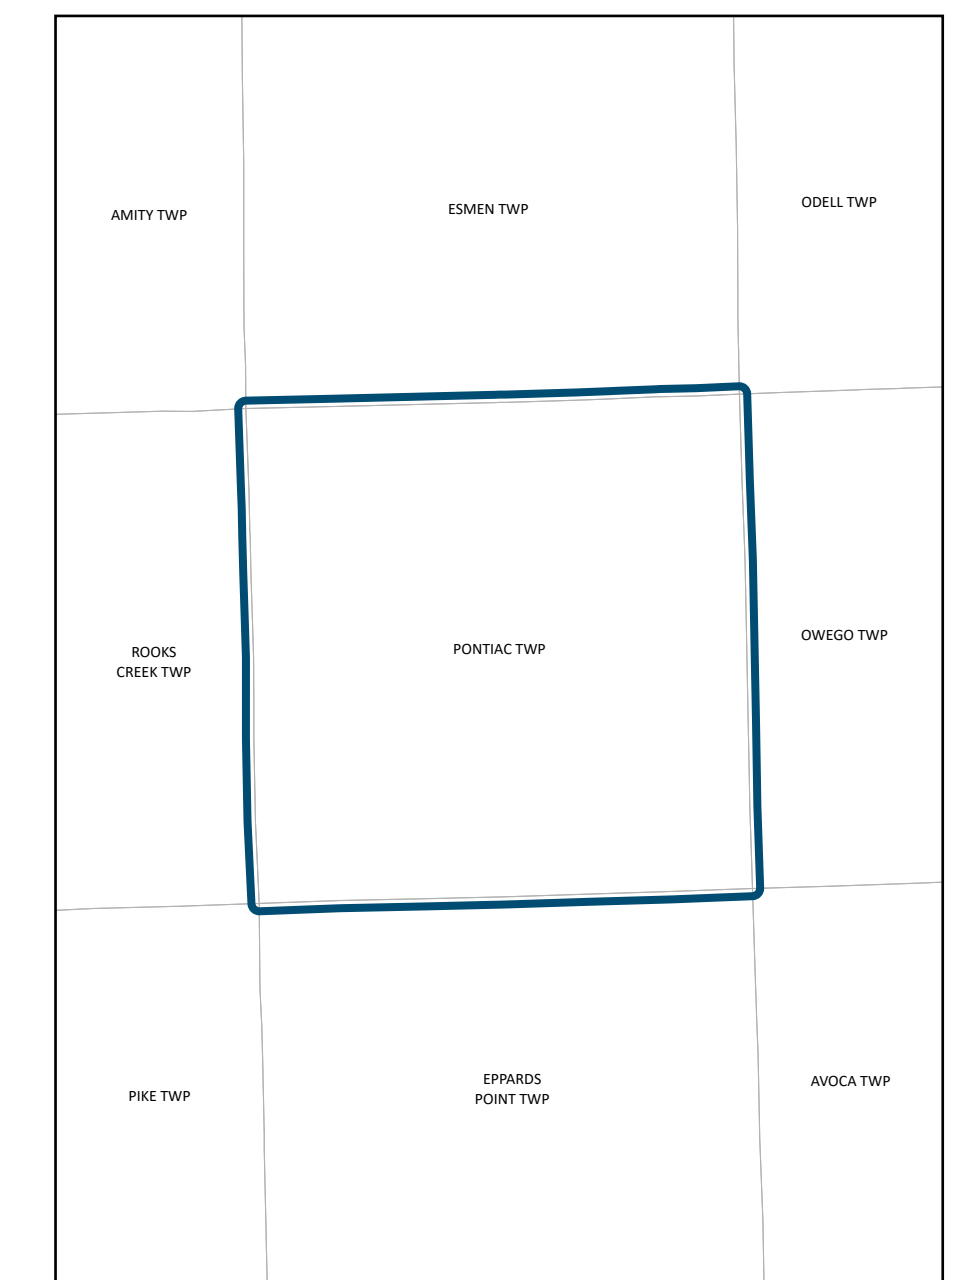 AMITY TWP
ESMEN TWP
ODELL TWP
ROOKS
CREEK TWP
PONTIAC TWP
OWEGO TWP
PIKE TWP
EPPARDS
POINT TWP
AVOCA TWP